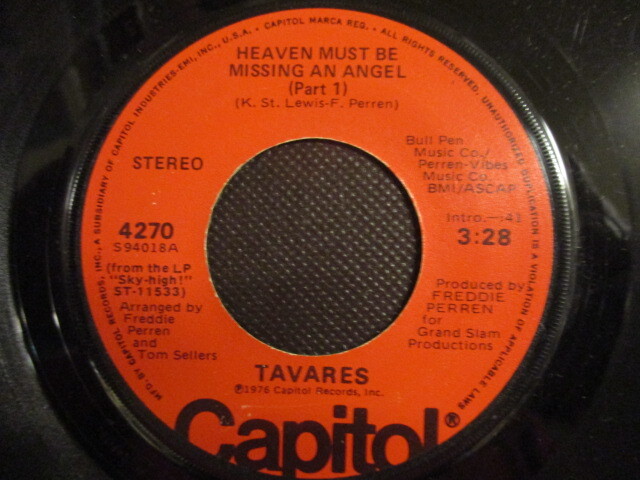 MFG. BY CAPITOL RECORDS, INC., A SUBSIDIARY OF CAPITOL INDUSTRIES-EMI, INC., U.S.A. • CAPITOL MARCA REG. • ALL RIGHTS RESERVED. UNAUTHORIZED DUPLICATION IS A VIOLATION OF APPLICABLE LAWS
HEAVEN MUST BE
MISSING AN ANGEL
(Part 1)
(K. St. Lewis-F. Perren)
STEREO
Bull Pen
Music Co./
Perren-Vibes
Music Co.
BMI/ASCAP
4270
S94018A
Intro.—:41
3:28
(from the LP
"Sky-high!"
ST-11533)
Arranged by
Freddie
Perren
and
Tom Sellers
Produced by
FREDDIE
PERREN
for
Grand Slam
Productions
TAVARES
℗1976 Capitol Records, Inc.
Capitol®